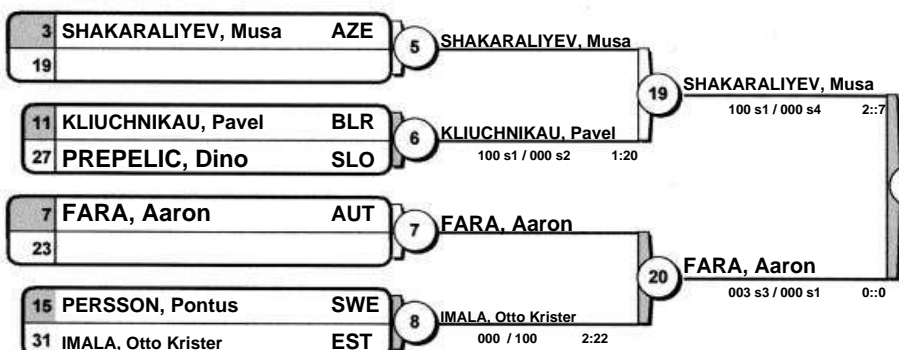 3 SHAKARALIYEV, Musa AZE
19
5
SHAKARALIYEV, Musa
11 KLIUCHNIKAU, Pavel BLR
27 PREPELIC, Dino SLO
6
KLIUCHNIKAU, Pavel
100 s1 / 000 s2 1:20
19
SHAKARALIYEV, Musa
100 s1 / 000 s4 2::7
7 FARA, Aaron AUT
23
7
FARA, Aaron
15 PERSSON, Pontus SWE
31 IMALA, Otto Krister EST
8
IMALA, Otto Krister
000 / 100 2:22
20
FARA, Aaron
003 s3 / 000 s1 0::0